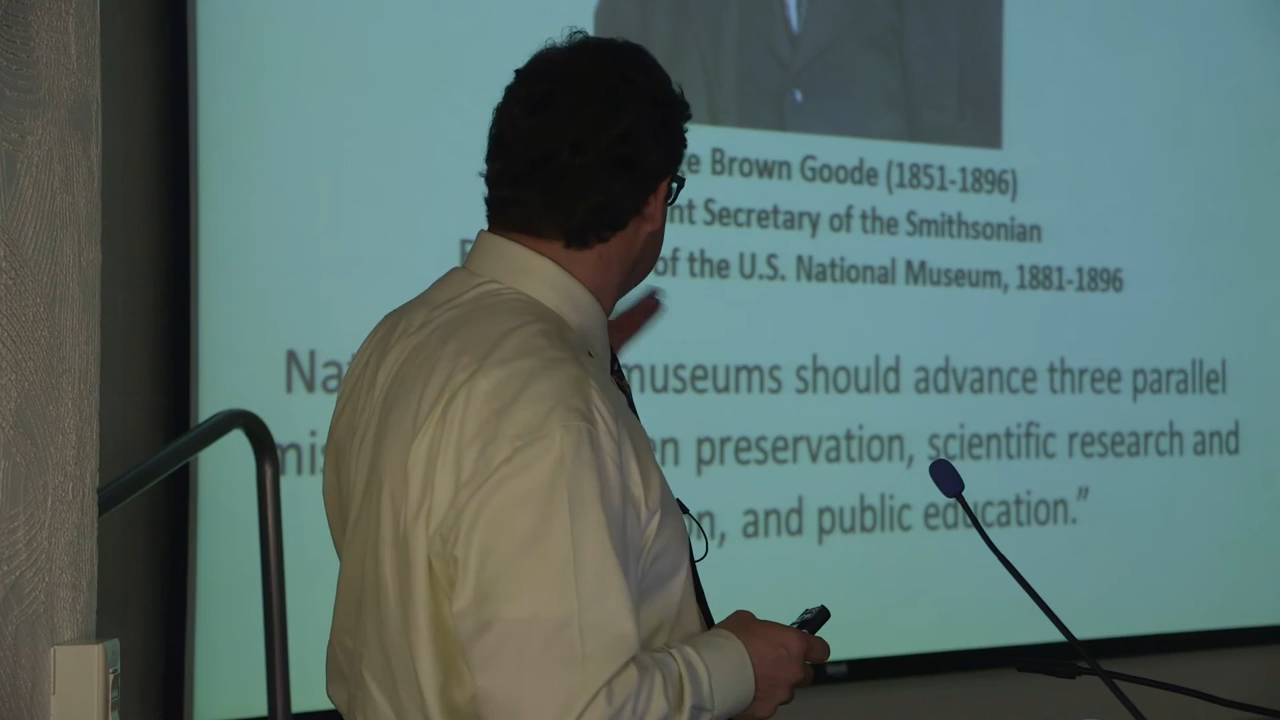 Brown Goode (1851-1896)
Secretary of the Smithsonian
of the U.S. National Museum, 1881-1896
museums should advance three parallel
preservation, scientific research and
and public education.”